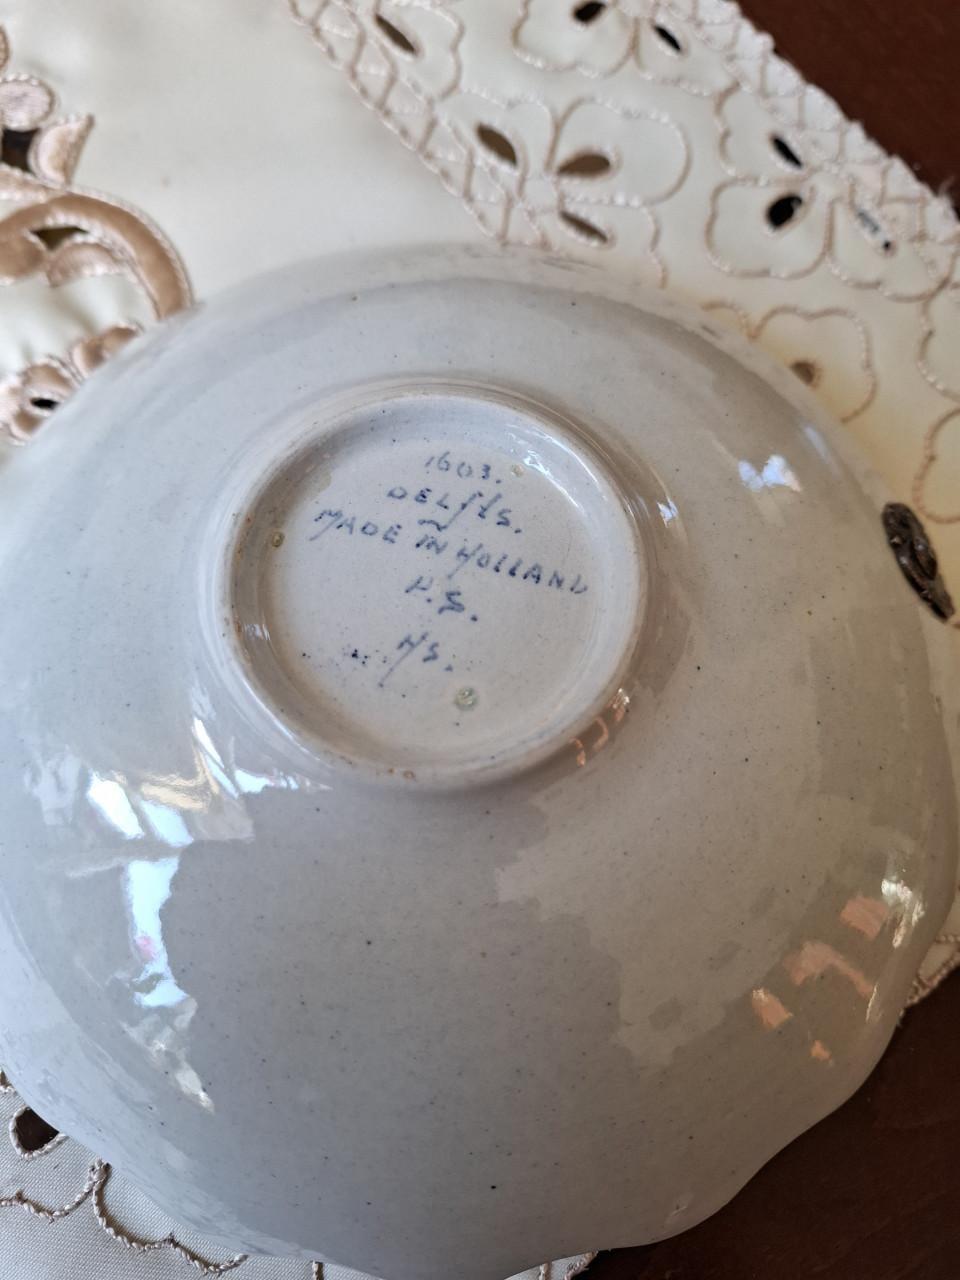 1603.
DELfts.
MADE IN HOLLAND
P.S.
HS.